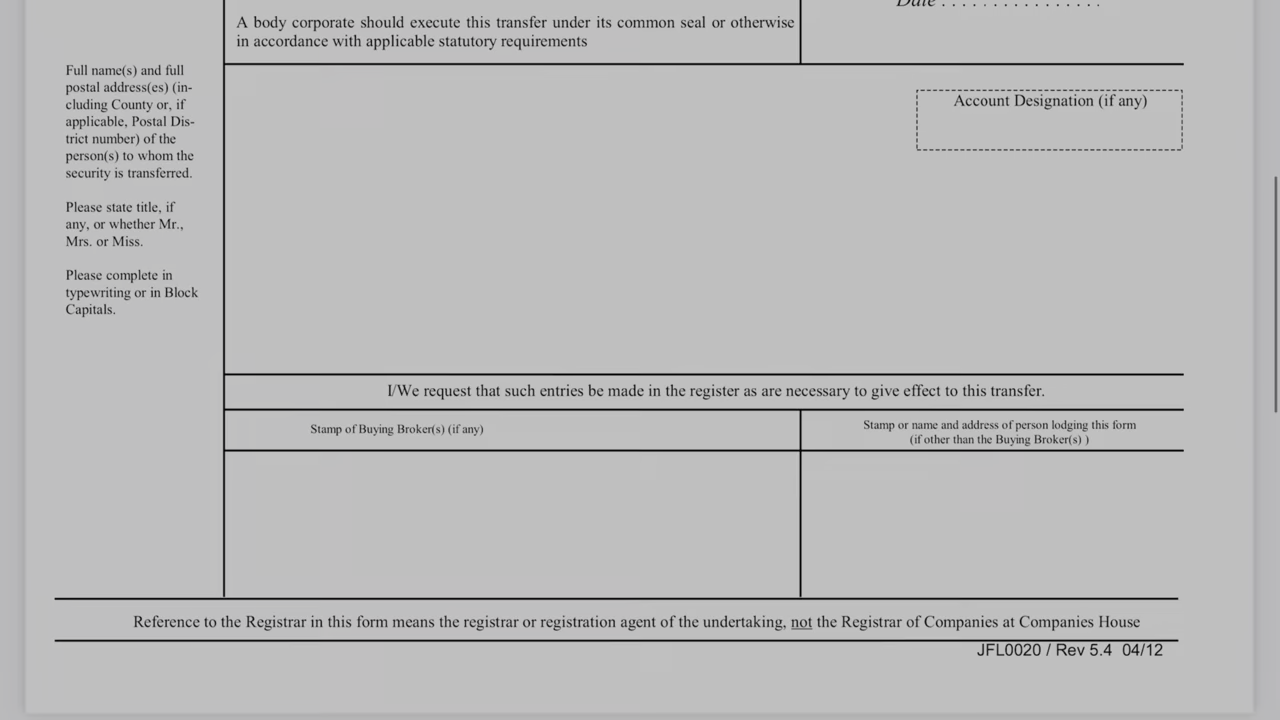 Date . . . . . . . . . . . . . . . .
A body corporate should execute this transfer under its common seal or otherwise
in accordance with applicable statutory requirements
Full name(s) and full
postal address(es) (in-
cluding County or, if
applicable, Postal Dis-
trict number) of the
person(s) to whom the
security is transferred.
Please state title, if
any, or whether Mr.,
Mrs. or Miss.
Please complete in
typewriting or in Block
Capitals.
Account Designation (if any)
I/We request that such entries be made in the register as are necessary to give effect to this transfer.
Stamp of Buying Broker(s) (if any)
Stamp or name and address of person lodging this form
(if other than the Buying Broker(s) )
Reference to the Registrar in this form means the registrar or registration agent of the undertaking, not the Registrar of Companies at Companies House
JFL0020 / Rev 5.4 04/12